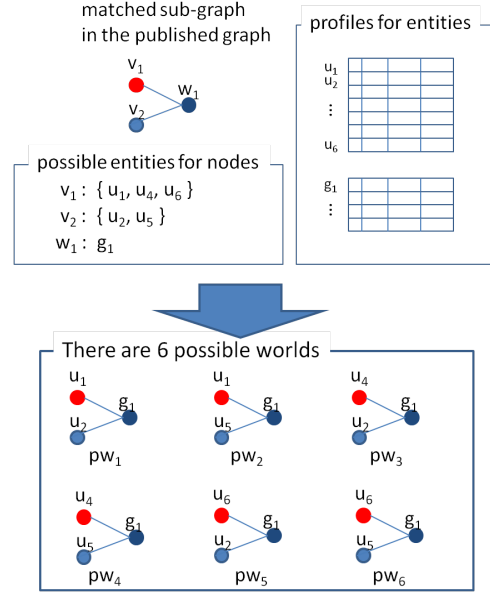 matched sub-graph
in the published graph
v1
w1
v2
profiles for entities
u1
u2
...
u6
g1
...
possible entities for nodes
v1 : { u1, u4, u6 }
v2 : { u2, u5 }
w1 : g1
There are 6 possible worlds
u1
g1
u2
pw1
u1
g1
u5
pw2
u4
g1
u2
pw3
u4
g1
u5
pw4
u6
g1
u2
pw5
u6
g1
u5
pw6